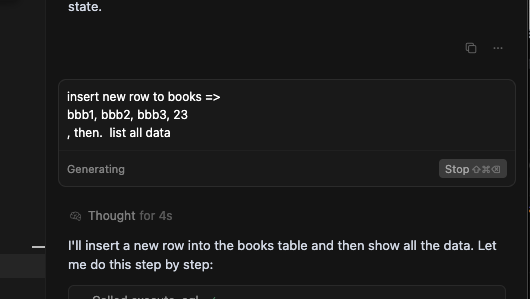 state.
insert new row to books =>
bbb1, bbb2, bbb3, 23
, then.  list all data
Generating
Stop ⇧⌘⌫
Thought for 4s
I'll insert a new row into the books table and then show all the data. Let
me do this step by step:
Called execute_sql